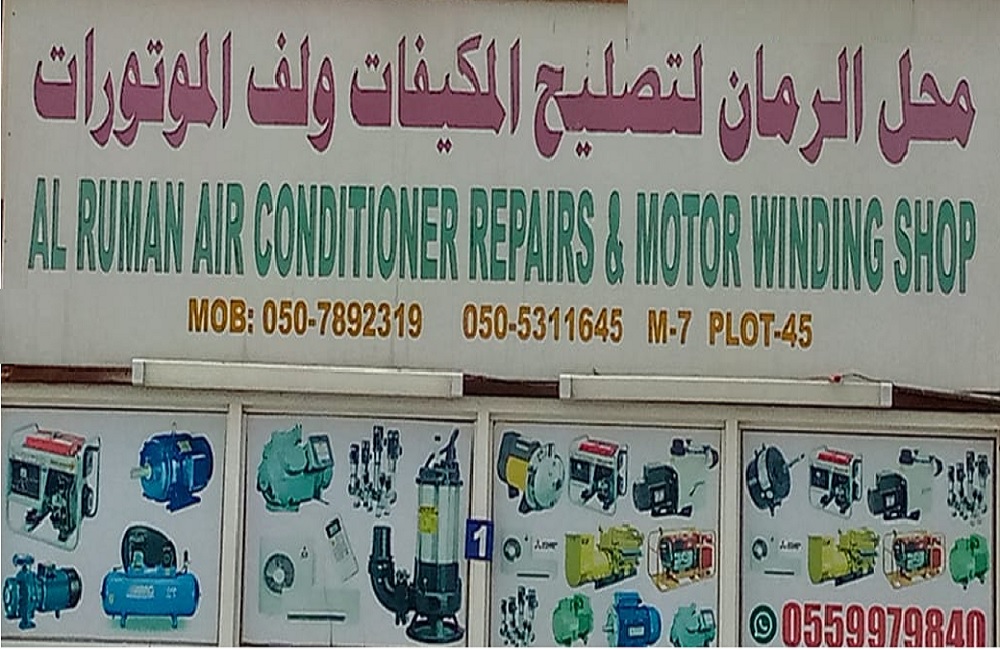 محل الرمان لتصليح المكيفات ولف الموتورات
AL RUMAN AIR CONDITIONER REPAIRS & MOTOR WINDING SHOP
MOB: 050-7892319 050-5311645 M-7 PLOT-45
1
0559979840